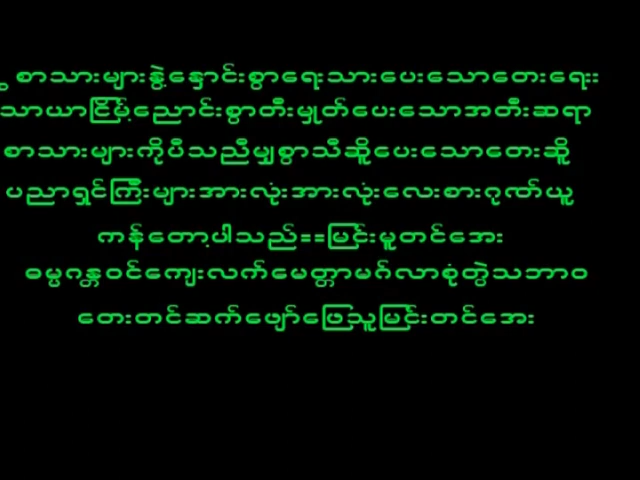 စာသားများနွဲ့နှောင်းစွာရေးသားပေးသောတေးရေး
သာယာငြိမ့်ညောင်းစွာတီးမှုတ်ပေးသောအတီးဆရာ
စာသားများကိုပီသညီမျှစွာသီဆိူပေးသောတေးဆိူ
ပညာရှင်ကြီးများအားလုံးအားလုံးလေးစားဂုဏ်ယူ
ကန်တော့ပါသည်==မြင်းမူတင်အေး
ဓမ္မဂန္တဝင်ကျေးလက်မေတ္တာမဂ်လာစုံတွဲသဘာဝ
တေးတင်ဆက်ဖျော်ဖြေသူမြင်းတင်အေး